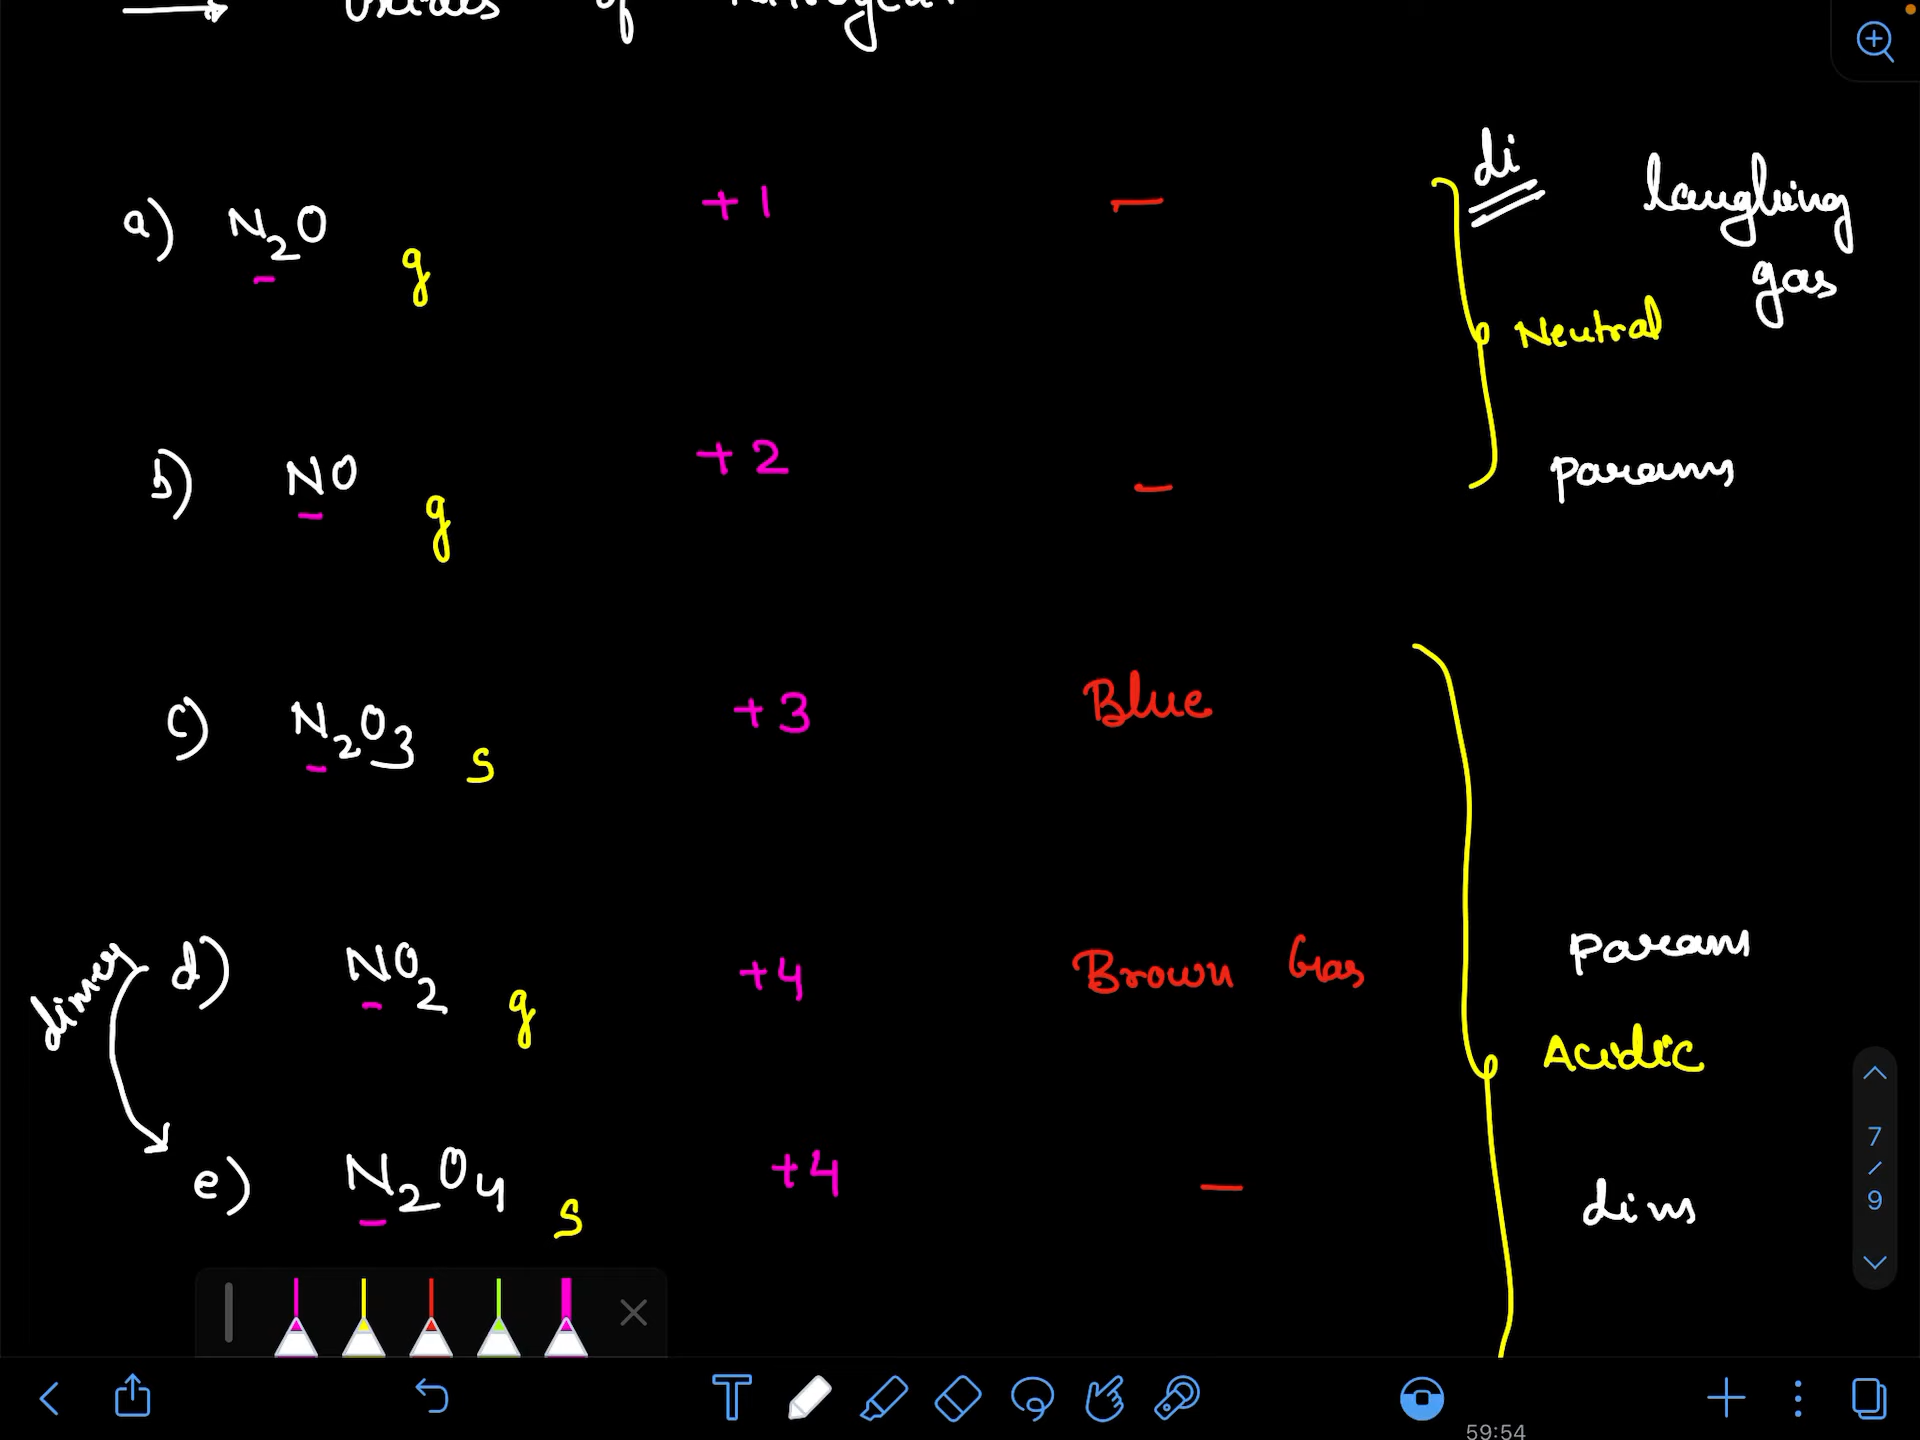 of
a) N₂O g +1 — di laughing gas
Neutral
b) NO g +2 — param
c) N₂O₃ s +3 Blue
dimer d) NO₂ g +4 Brown Gas param
Acidic
e) N₂O₄ s +4 — dim
7
/
9
T
59:54